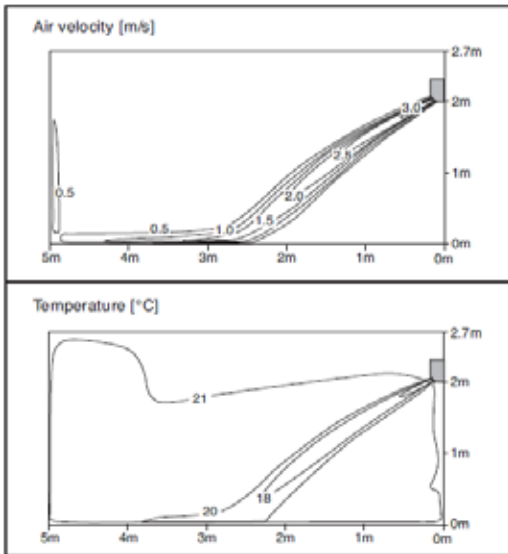 Air velocity [m/s]
2.7m
3.0
2m
2.5
1m
0.5
2.0
1.5
0.5
1.0
0m
5m 4m 3m 2m 1m 0m
Temperature [°C]
2.7m
2m
21
1m
18
20
0m
5m 4m 3m 2m 1m 0m